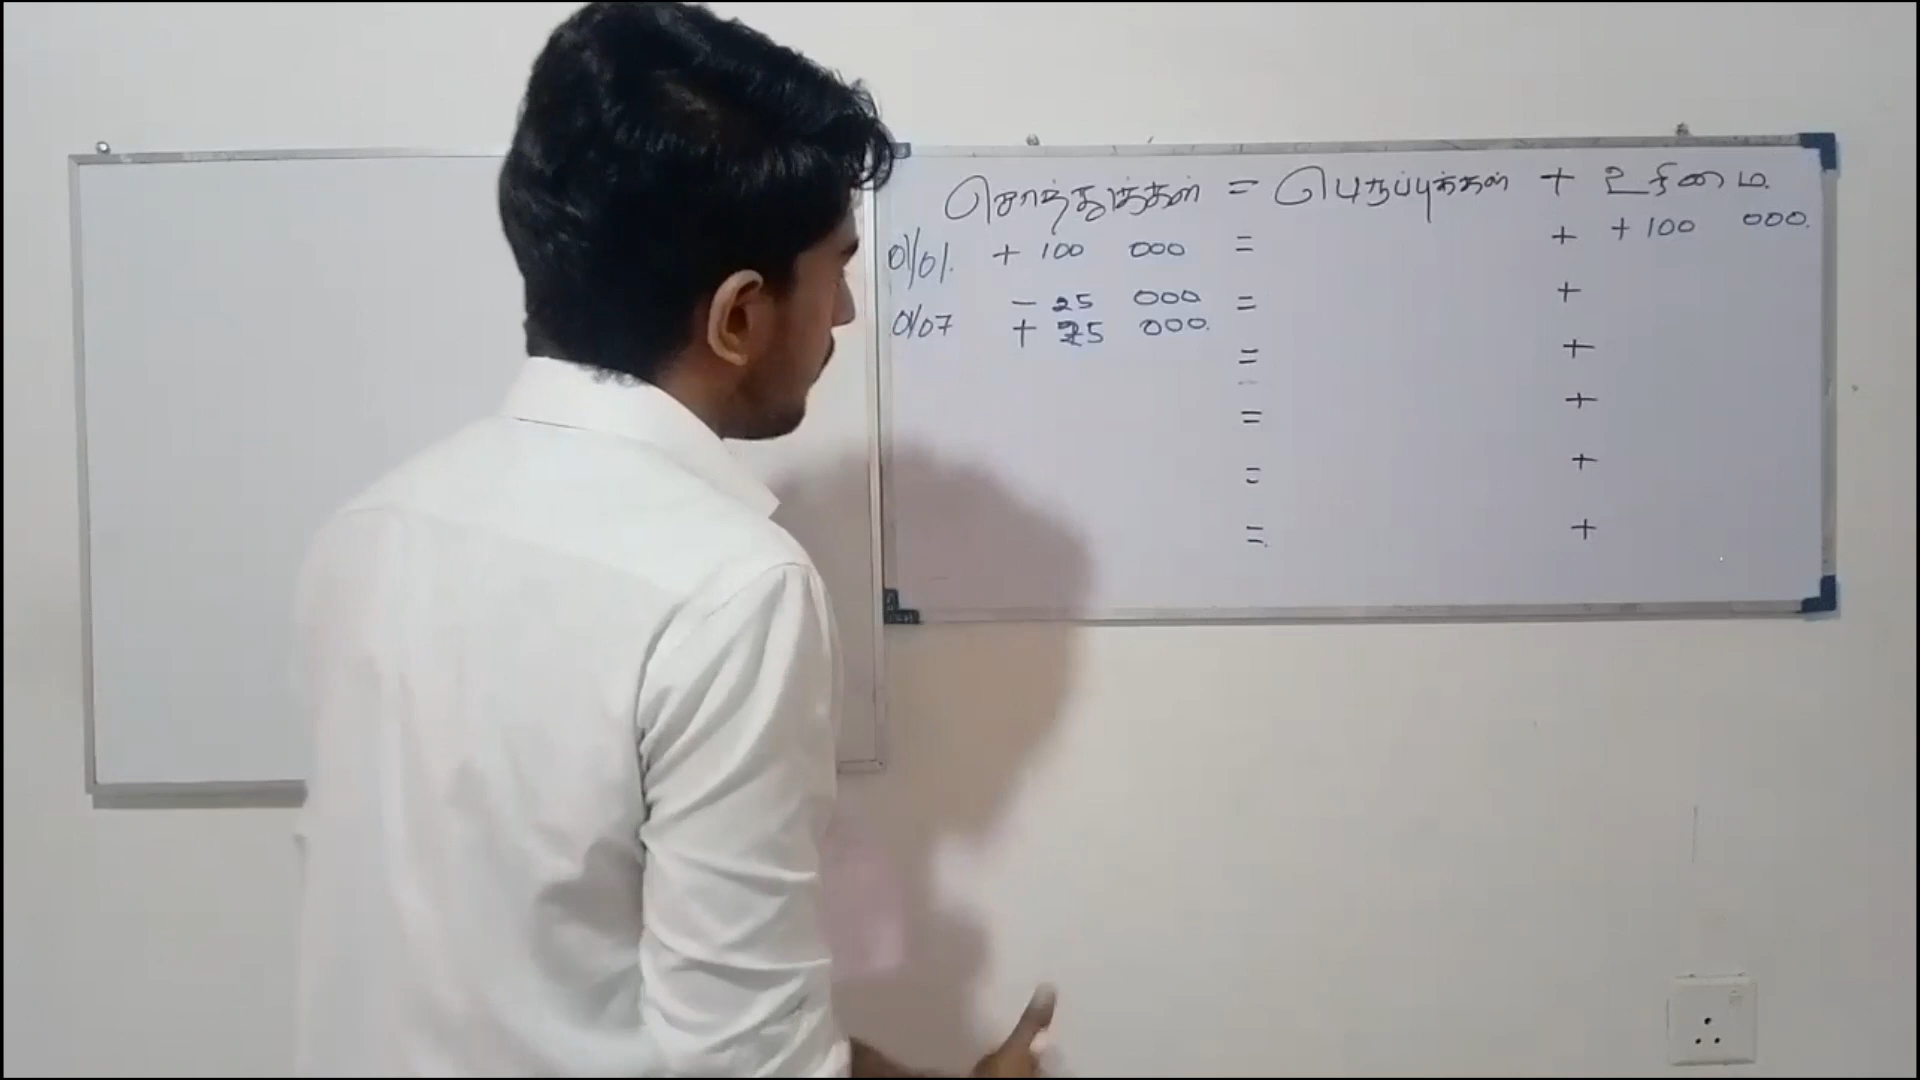 சொத்துக்கள் = பொறுப்புக்கள் + உரிமை.
01/01. + 100 000 = + +100 000.
- 25 000 = +
01/07 + 25 000.
= +
= +
= +
= +